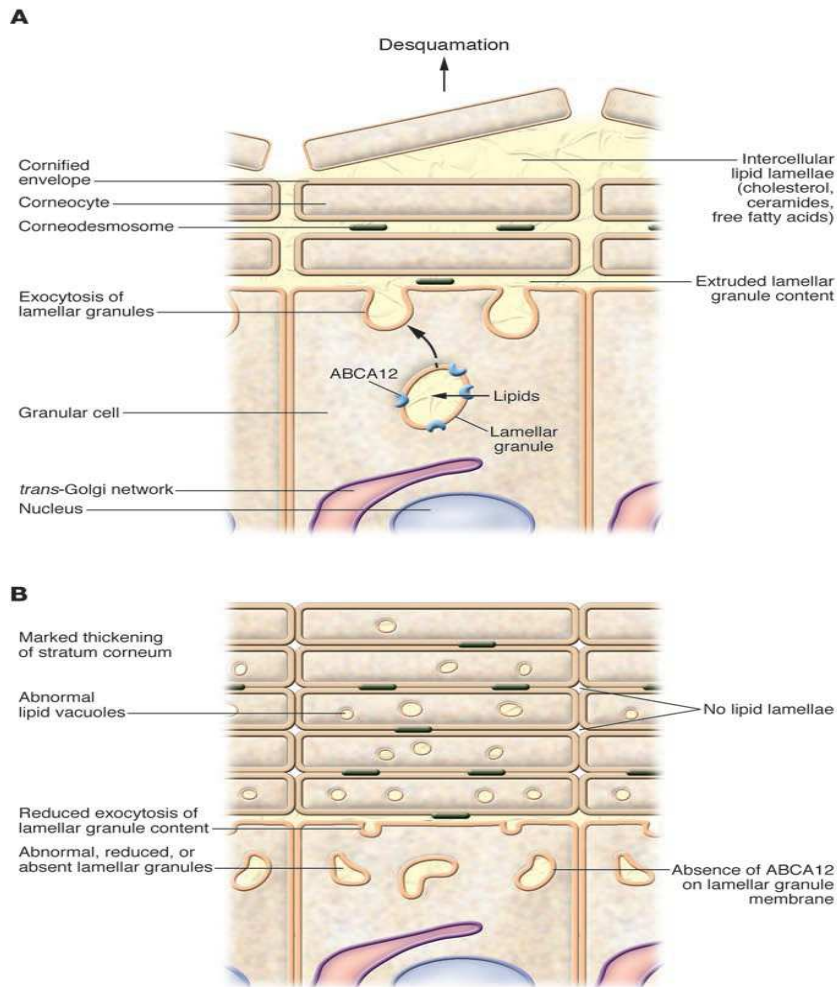 A
Desquamation
Cornified
envelope
Corneocyte
Corneodesmosome
Intercellular
lipid lamellae
(cholesterol,
ceramides,
free fatty acids)
Exocytosis of
lamellar granules
Extruded lamellar
granule content
ABCA12
Lipids
Granular cell
Lamellar
granule
trans-Golgi network
Nucleus
B
Marked thickening
of stratum corneum
Abnormal
lipid vacuoles
No lipid lamellae
Reduced exocytosis of
lamellar granule content
Abnormal, reduced, or
absent lamellar granules
Absence of ABCA12
on lamellar granule
membrane